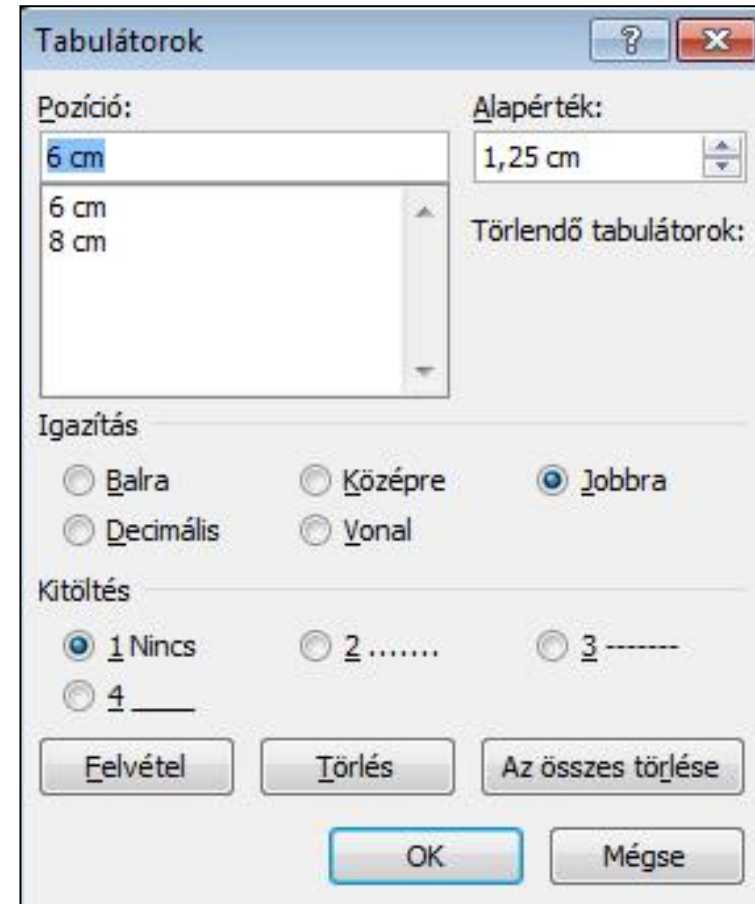 Tabulátorok
Pozíció:
Alapérték:
6 cm
1,25 cm
6 cm
8 cm
Törlendő tabulátorok:
Igazítás
Balra
Középre
Jobbra
Decimális
Vonal
Kitöltés
1 Nincs
2 .......
3 -------
4 ____
Felvétel
Törlés
Az összes törlése
OK
Mégse